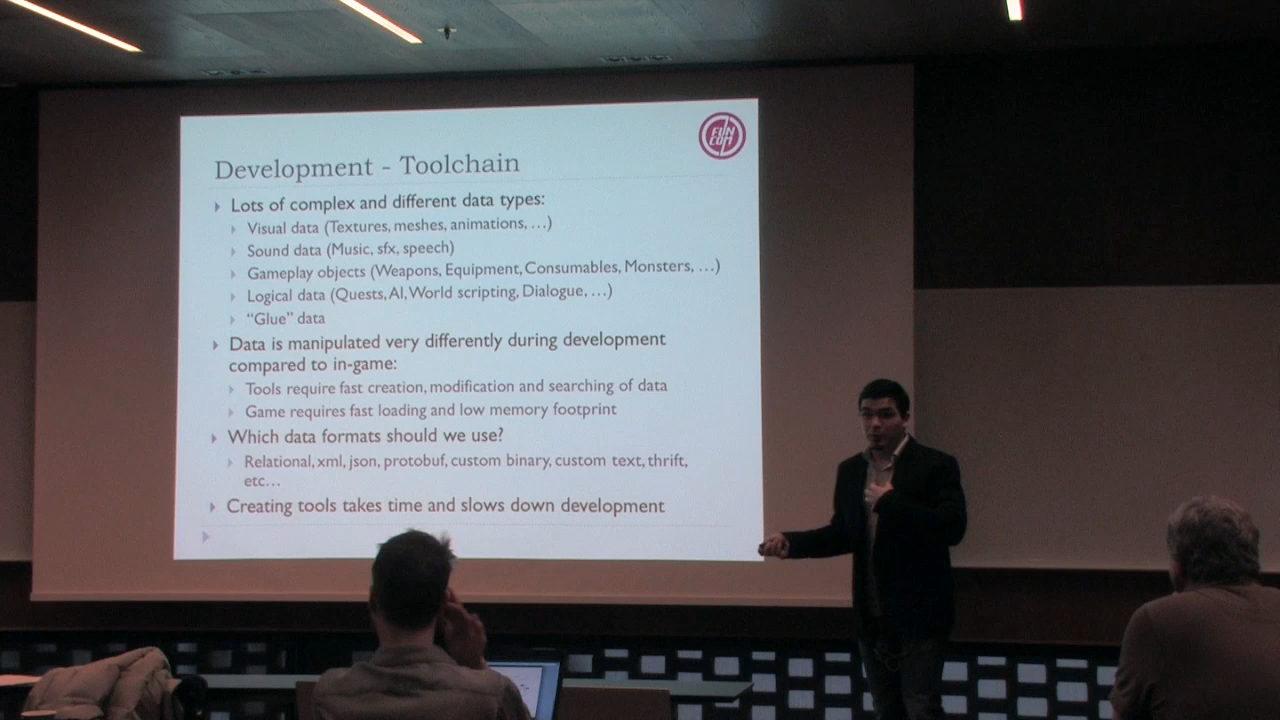 FUN
COM
Development - Toolchain
Lots of complex and different data types:
Visual data (Textures, meshes, animations, …)
Sound data (Music, sfx, speech)
Gameplay objects (Weapons, Equipment, Consumables, Monsters, …)
Logical data (Quests, AI, World scripting, Dialogue, …)
“Glue” data
Data is manipulated very differently during development
compared to in-game:
Tools require fast creation, modification and searching of data
Game requires fast loading and low memory footprint
Which data formats should we use?
Relational, xml, json, protobuf, custom binary, custom text, thrift,
etc…
Creating tools takes time and slows down development